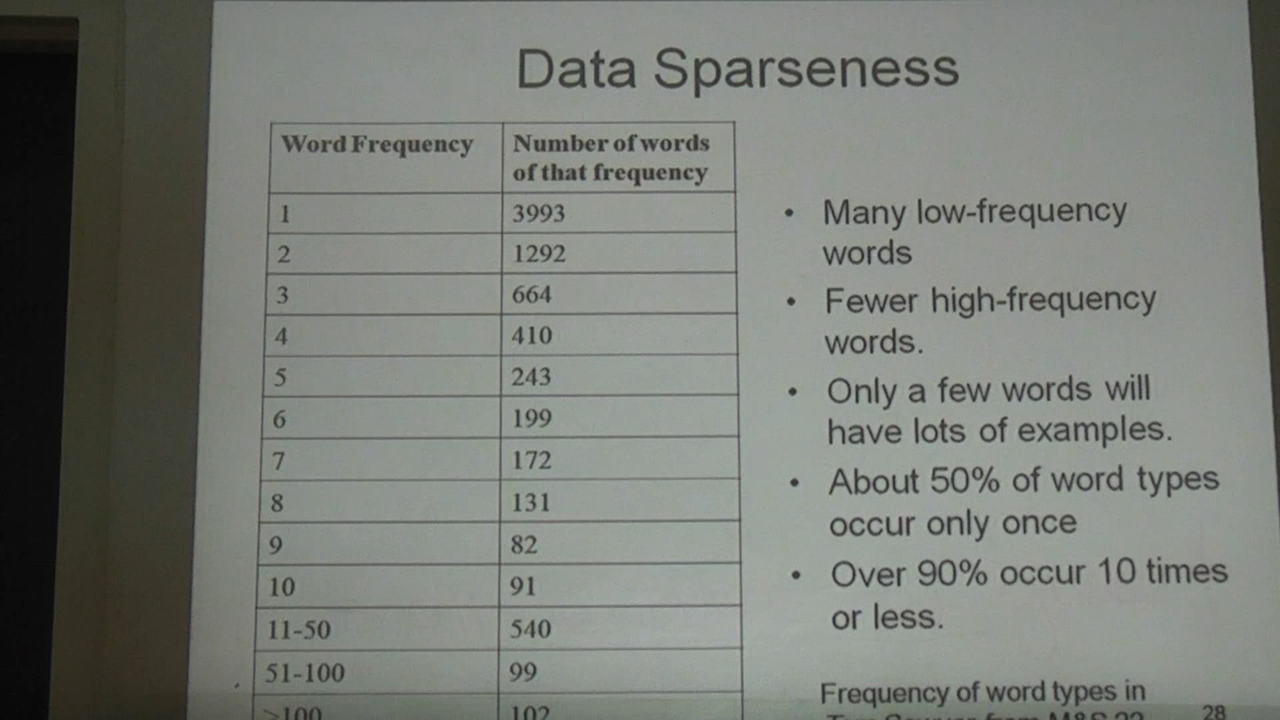 Data Sparseness
Word Frequency Number of words
of that frequency
1 3993
2 1292
3 664
4 410
5 243
6 199
7 172
8 131
9 82
10 91
11-50 540
51-100 99
>100 102
• Many low-frequency
words
• Fewer high-frequency
words.
• Only a few words will
have lots of examples.
• About 50% of word types
occur only once
• Over 90% occur 10 times
or less.
Frequency of word types in
from M&S 22
28